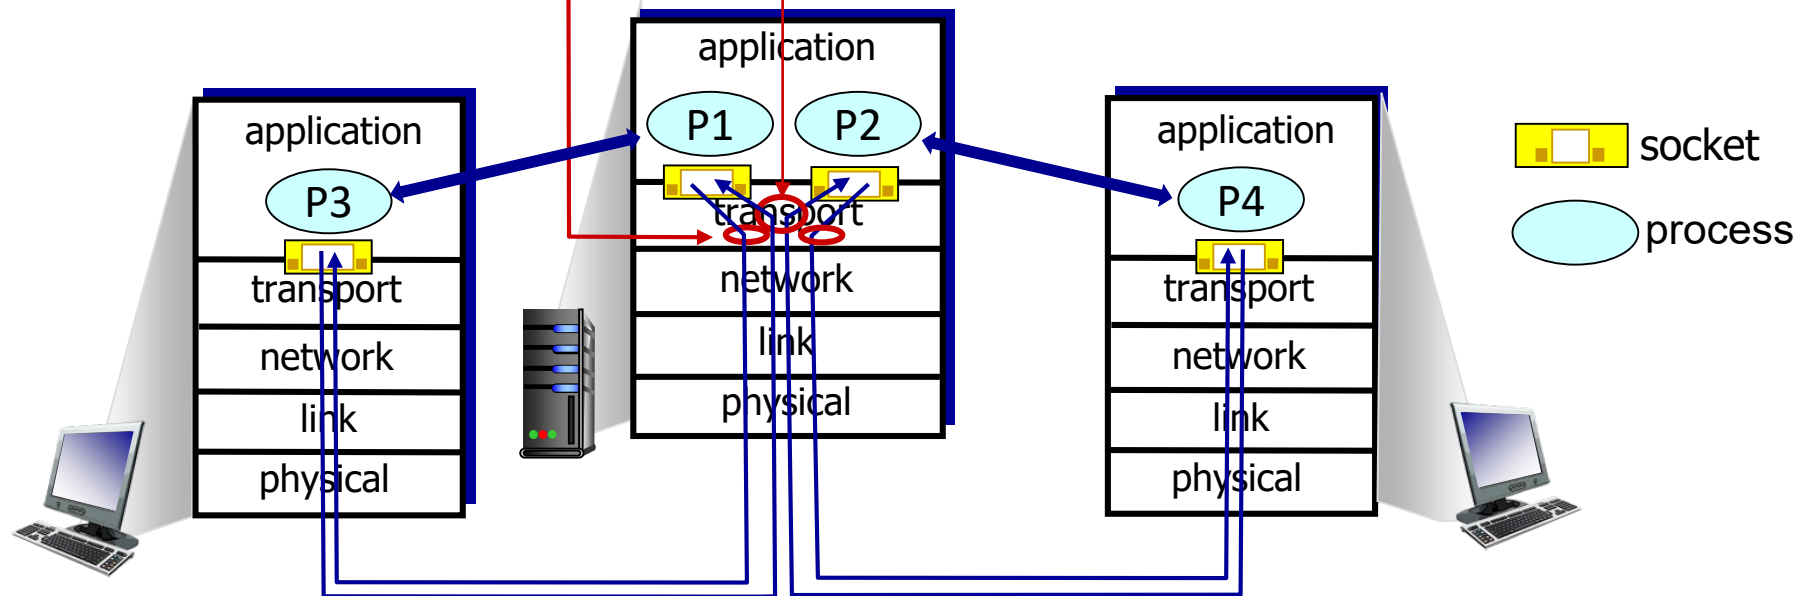 application
P3
transport
network
link
physical
application
P1
P2
transport
network
link
physical
application
P4
transport
network
link
physical
socket
process